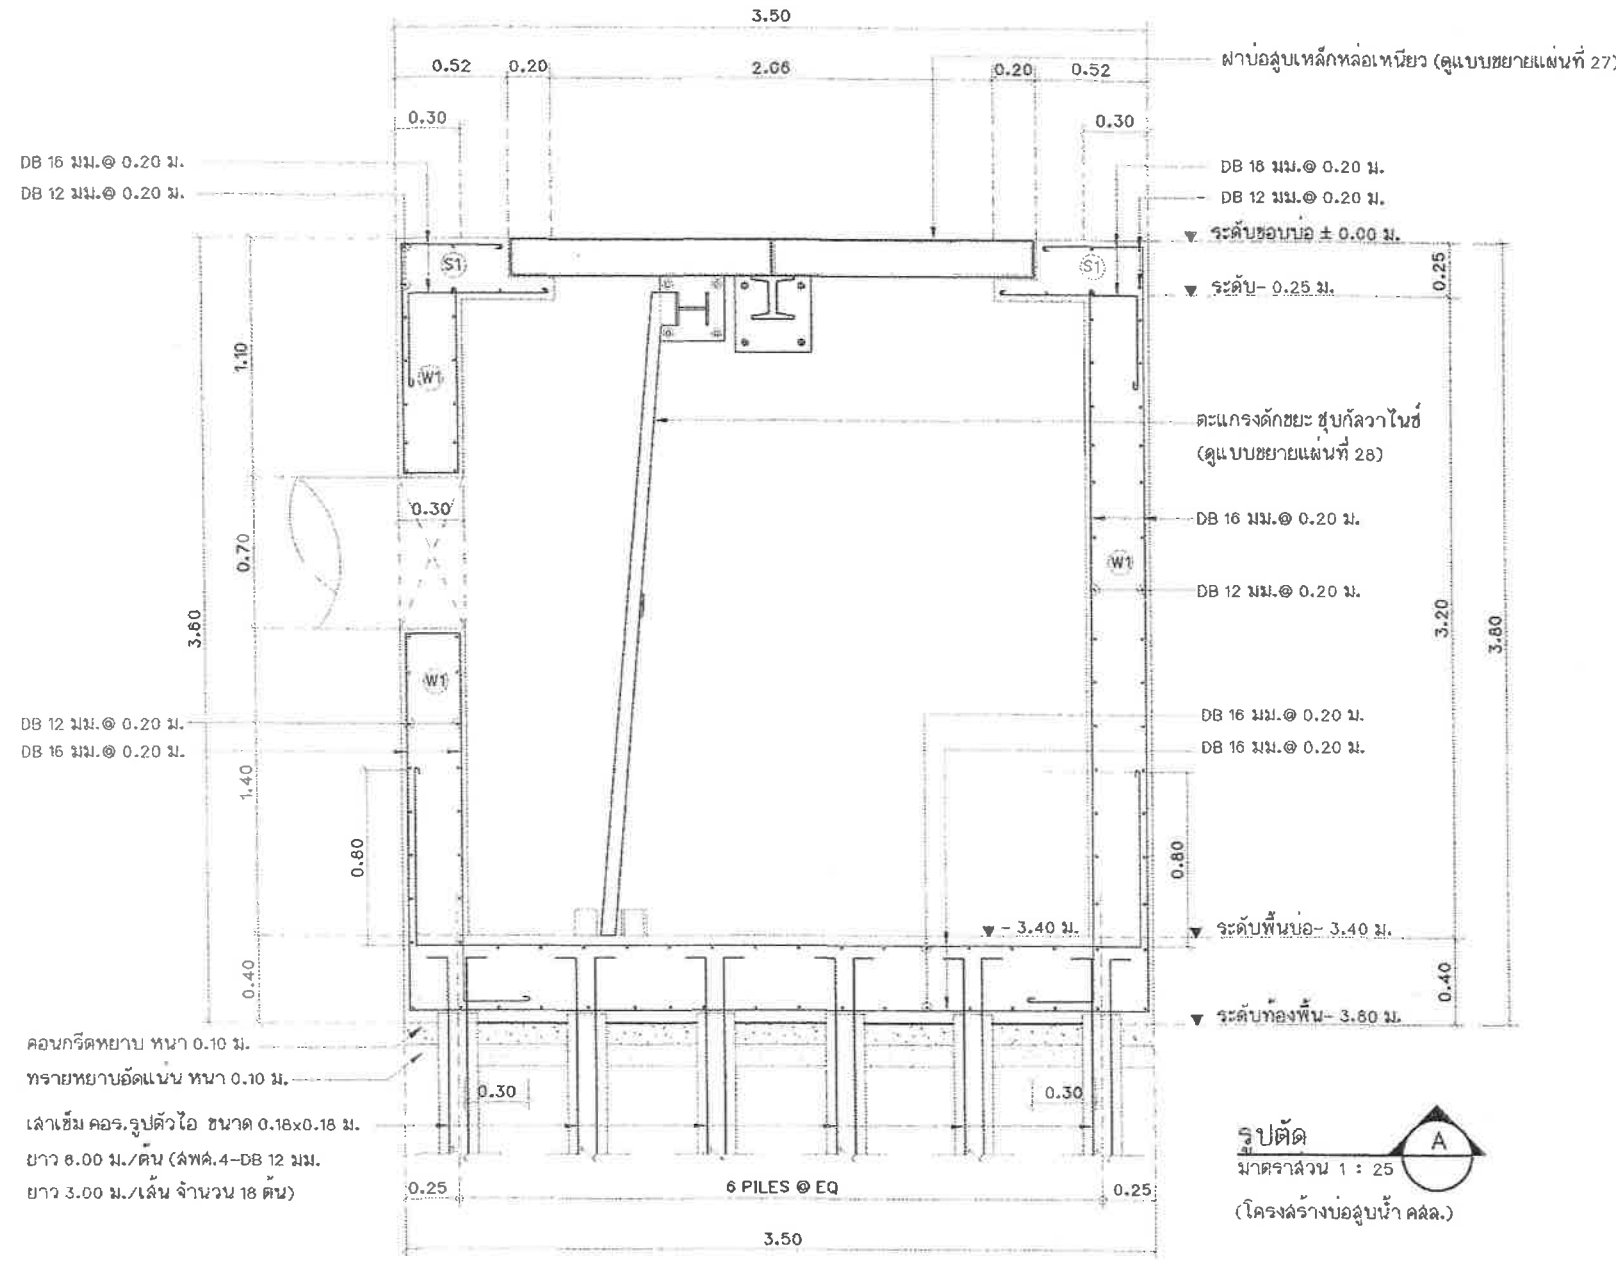 3.50
0.52 0.20 2.06 0.20 0.52
ฝาบ่อสูบเหล็กหล่อเหนียว (ดูแบบขยายแผ่นที่ 27)
0.30 0.30
DB 16 มม.@ 0.20 ม.
DB 12 มม.@ 0.20 ม.
DB 16 มม.@ 0.20 ม.
DB 12 มม.@ 0.20 ม.
ระดับขอบบ่อ ± 0.00 ม.
S1 S1
0.25
ระดับ- 0.25 ม.
1.10
W1
ตะแกรงดักขยะ ชุบกัลวาไนซ์
(ดูแบบขยายแผ่นที่ 28)
0.30
DB 16 มม.@ 0.20 ม.
0.70
W1
DB 12 มม.@ 0.20 ม.
3.80
3.20
3.80
W1
DB 12 มม.@ 0.20 ม.
DB 16 มม.@ 0.20 ม.
DB 16 มม.@ 0.20 ม.
DB 16 มม.@ 0.20 ม.
1.40
0.80
0.80
- 3.40 ม.
ระดับพื้นบ่อ- 3.40 ม.
0.40
0.40
ระดับท้องพื้น- 3.80 ม.
คอนกรีตหยาบ หนา 0.10 ม.
ทรายหยาบอัดแน่น หนา 0.10 ม.
0.30 0.30
เสาเข็ม คอร.รูปตัวไอ ขนาด 0.18x0.18 ม.
ยาว 6.00 ม./ต้น (สพศ.4-DB 12 มม.
ยาว 3.00 ม./เส้น จำนวน 18 ต้น)
0.25 6 PILES @ EQ 0.25
3.50
รูปตัด A
มาตราส่วน 1 : 25
(โครงสร้างบ่อสูบน้ำ คสล.)